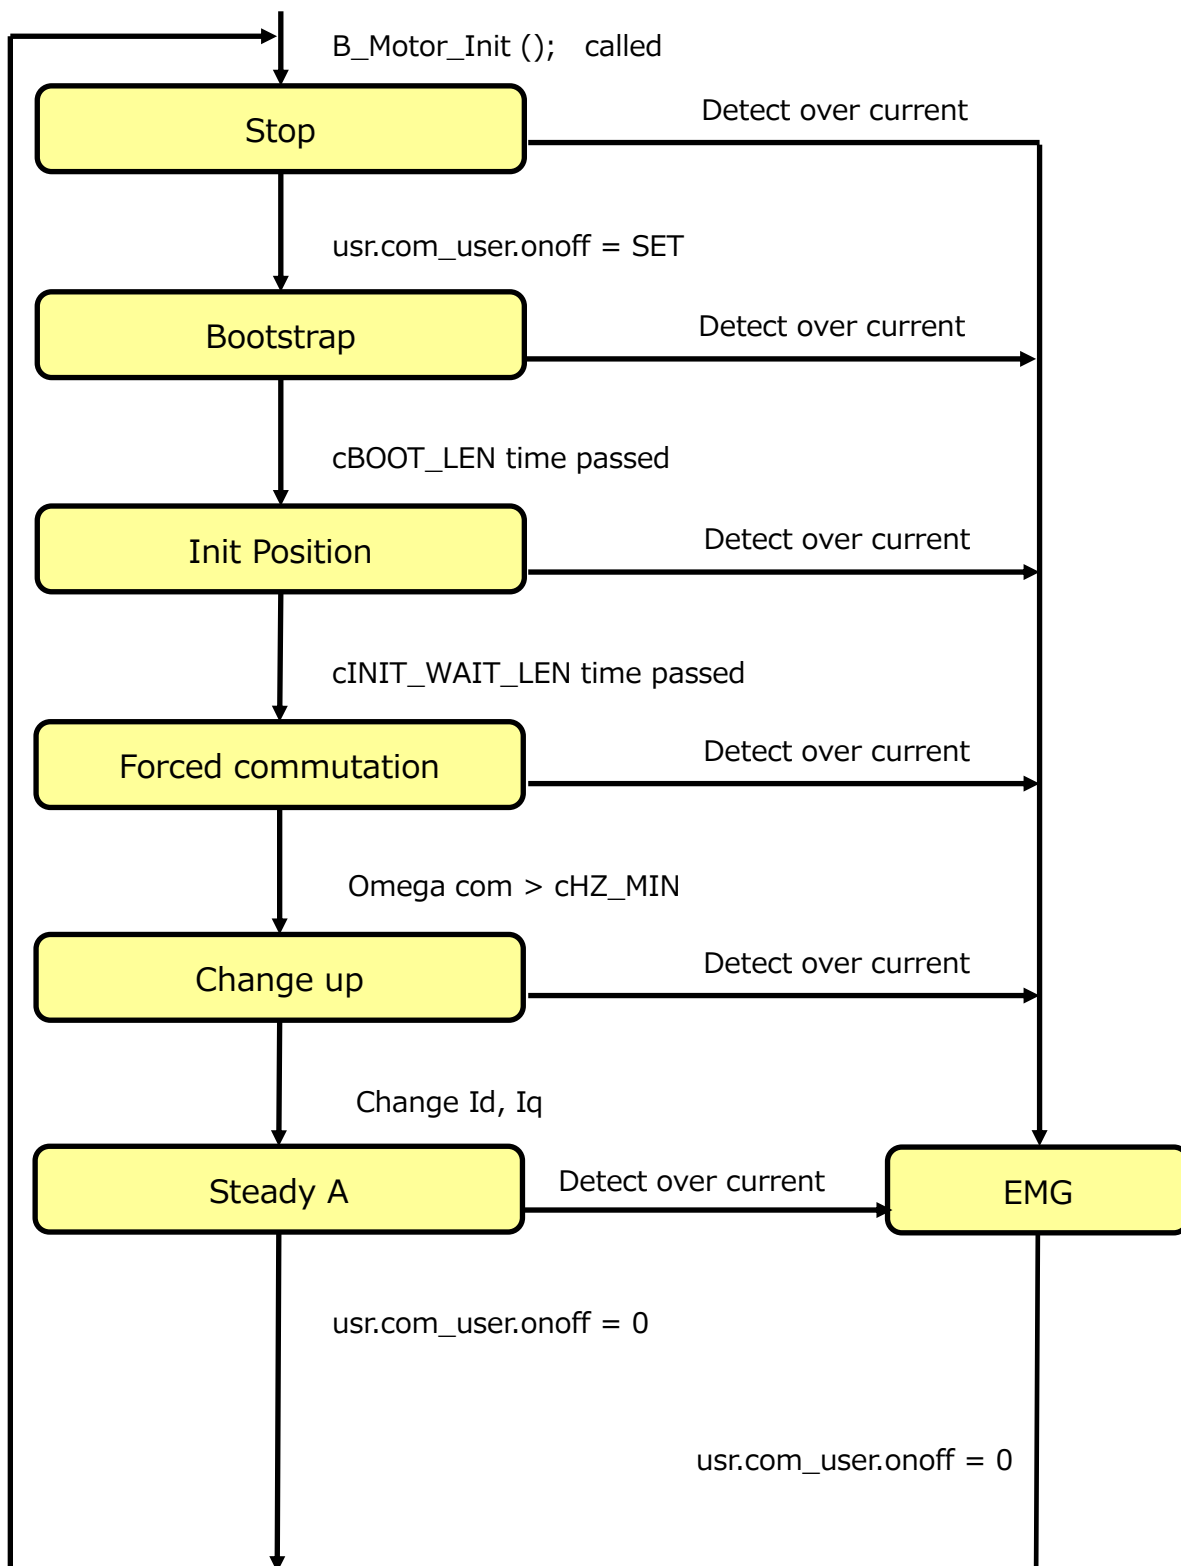 B_Motor_Init (); called
Stop
Detect over current
usr.com_user.onoff = SET
Bootstrap
Detect over current
cBOOT_LEN time passed
Init Position
Detect over current
cINIT_WAIT_LEN time passed
Forced commutation
Detect over current
Omega com > cHZ_MIN
Change up
Detect over current
Change Id, Iq
Steady A
Detect over current
EMG
usr.com_user.onoff = 0
usr.com_user.onoff = 0